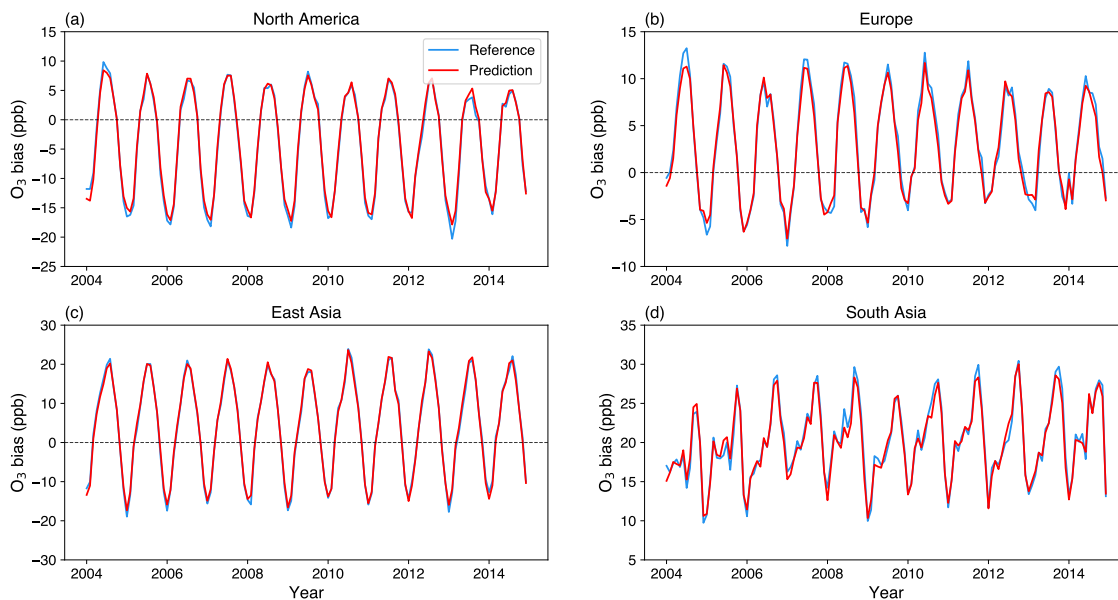 (a) North America
15
10
5
0
−5
−10
−15
−20
−25
O3 bias (ppb)
Reference
Prediction
2004 2006 2008 2010 2012 2014
(b) Europe
15
10
5
0
−5
−10
O3 bias (ppb)
2004 2006 2008 2010 2012 2014
(c) East Asia
30
20
10
0
−10
−20
−30
O3 bias (ppb)
2004 2006 2008 2010 2012 2014
Year
(d) South Asia
35
30
25
20
15
10
5
O3 bias (ppb)
2004 2006 2008 2010 2012 2014
Year